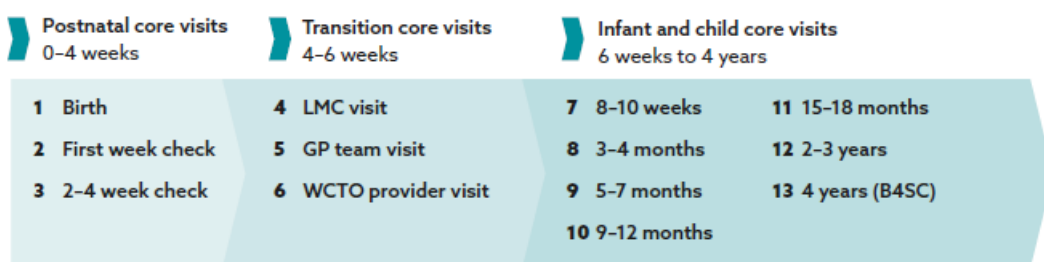 Postnatal core visits
0–4 weeks
1 Birth
2 First week check
3 2–4 week check
Transition core visits
4–6 weeks
4 LMC visit
5 GP team visit
6 WCTO provider visit
Infant and child core visits
6 weeks to 4 years
7 8–10 weeks
8 3–4 months
9 5–7 months
10 9–12 months
11 15–18 months
12 2–3 years
13 4 years (B4SC)